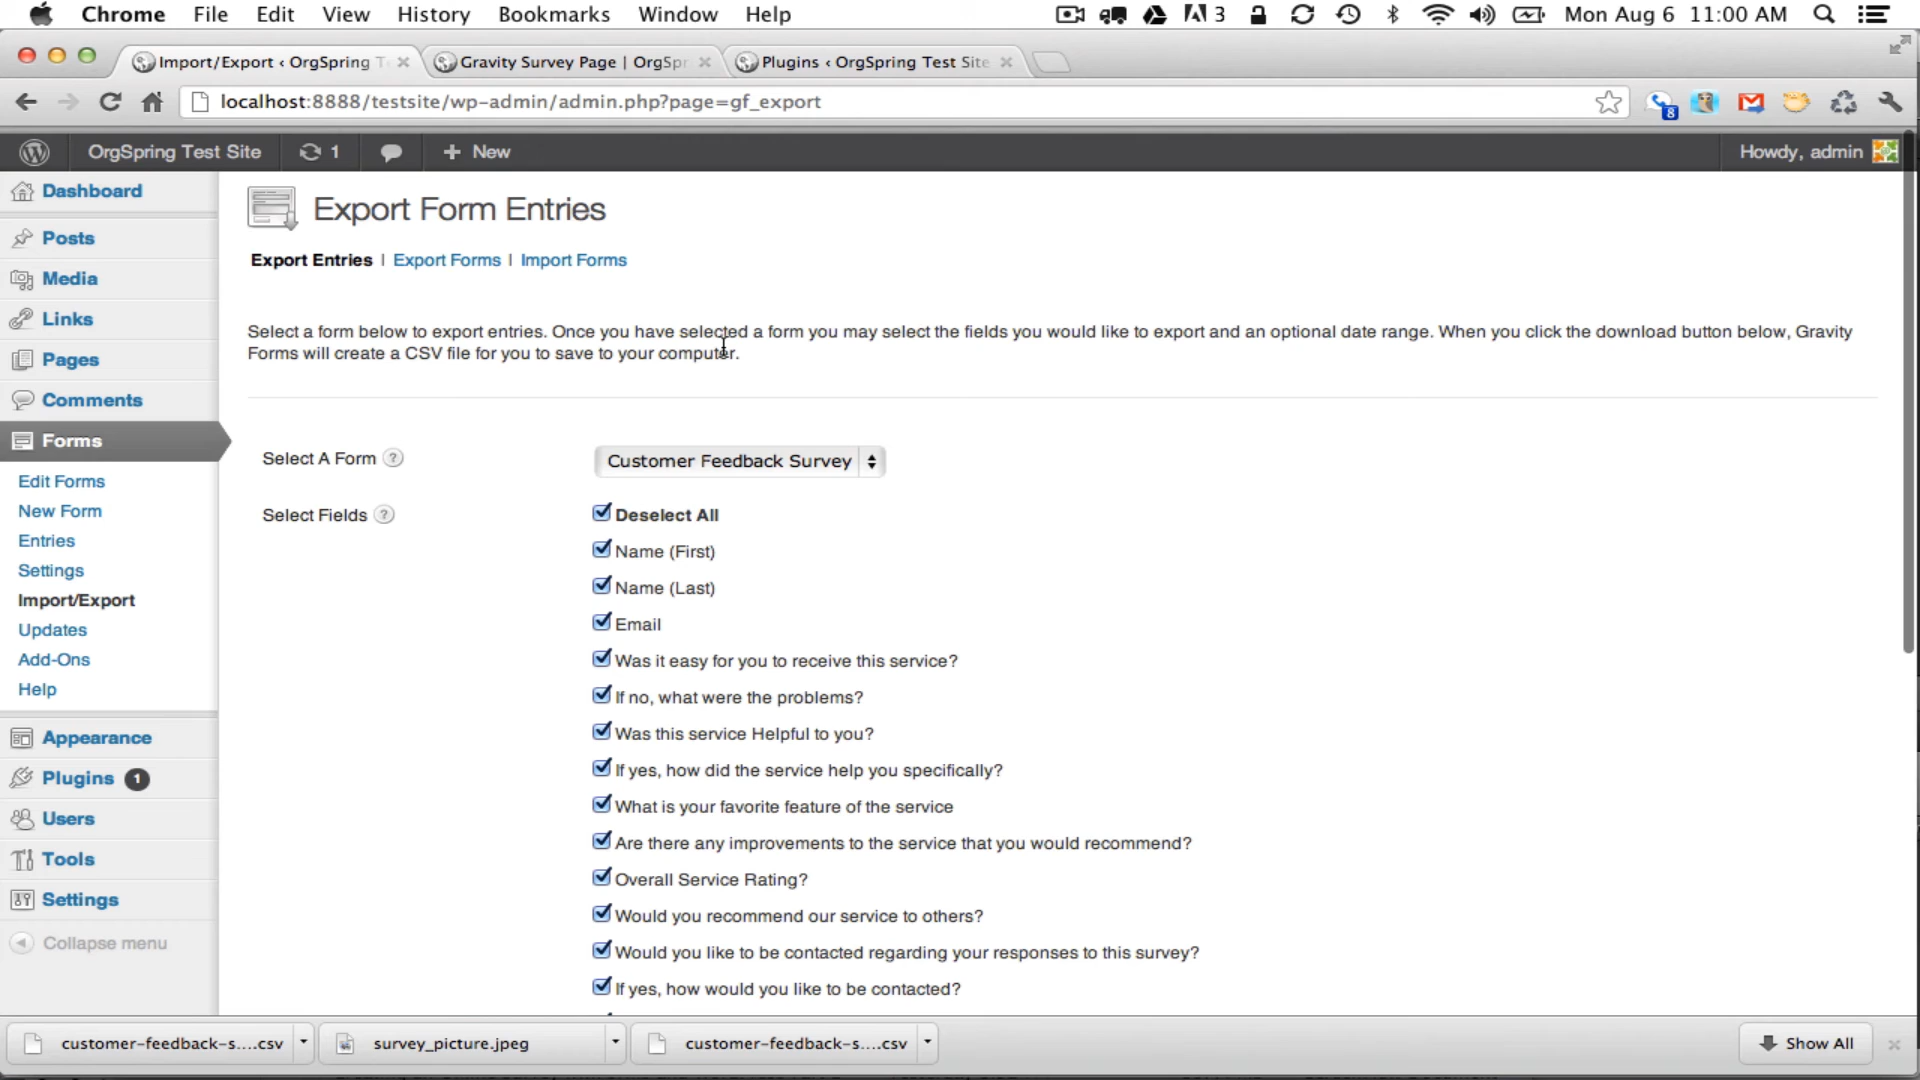 Chrome File Edit View History Bookmarks Window Help 3 Mon Aug 6 11:00 AM
Import/Export ‹ OrgSpring T Gravity Survey Page | OrgSpr Plugins ‹ OrgSpring Test Site
localhost:8888/testsite/wp-admin/admin.php?page=gf_export 8
OrgSpring Test Site 1 New Howdy, admin
Dashboard
Posts
Media
Links
Pages
Comments
Forms
Edit Forms
New Form
Entries
Settings
Import/Export
Updates
Add-Ons
Help
Appearance
Plugins 1
Users
Tools
Settings
Collapse menu
Export Form Entries
Export Entries | Export Forms | Import Forms
Select a form below to export entries. Once you have selected a form you may select the fields you would like to export and an optional date range. When you click the download button below, Gravity
Forms will create a CSV file for you to save to your computer.
Select A Form ? Customer Feedback Survey
Select Fields ? Deselect All
Name (First)
Name (Last)
Email
Was it easy for you to receive this service?
If no, what were the problems?
Was this service Helpful to you?
If yes, how did the service help you specifically?
What is your favorite feature of the service
Are there any improvements to the service that you would recommend?
Overall Service Rating?
Would you recommend our service to others?
Would you like to be contacted regarding your responses to this survey?
If yes, how would you like to be contacted?
customer-feedback-s....csv survey_picture.jpeg customer-feedback-s....csv Show All